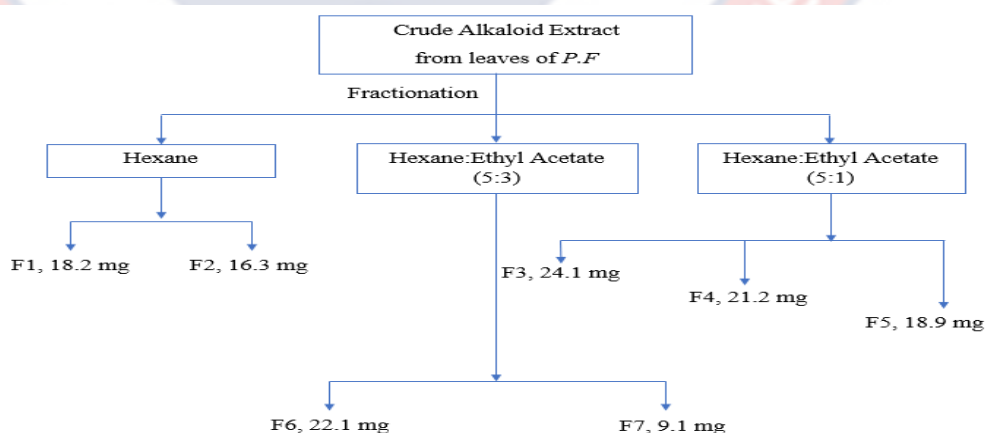 Crude Alkaloid Extract
from leaves of P.F
Fractionation
Hexane
Hexane:Ethyl Acetate
(5:3)
Hexane:Ethyl Acetate
(5:1)
F1, 18.2 mg
F2, 16.3 mg
F3, 24.1 mg
F4, 21.2 mg
F5, 18.9 mg
F6, 22.1 mg
F7, 9.1 mg